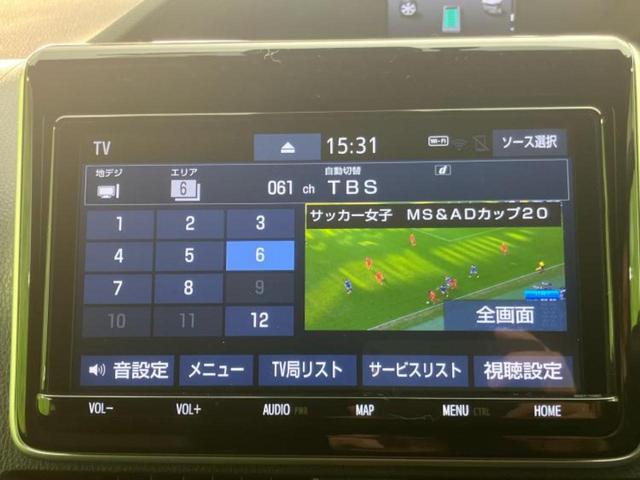 TV
15:31
Wi-Fi
ソース選択
地デジ
エリア
6
061 ch
自動切替
TBS
d
1 2 3
4 5 6
7 8 9
10 11 12
サッカー女子 MS&ADカップ20
全画面
音設定
メニュー
TV局リスト
サービスリスト
視聴設定
VOL-
VOL+
AUDIO PWR
MAP
MENU CTRL
HOME